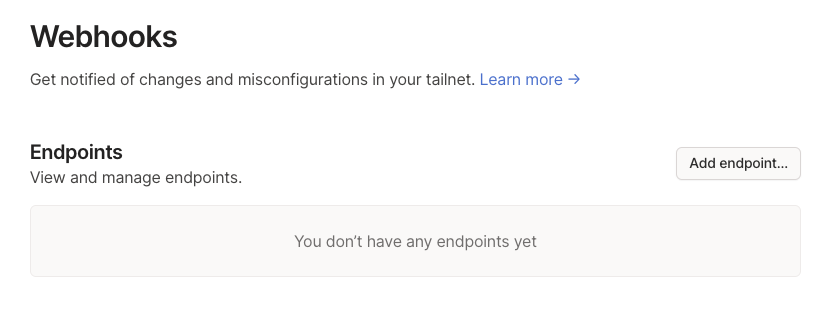 Webhooks
Get notified of changes and misconfigurations in your tailnet. Learn more →
Endpoints
View and manage endpoints.
Add endpoint...
You don’t have any endpoints yet